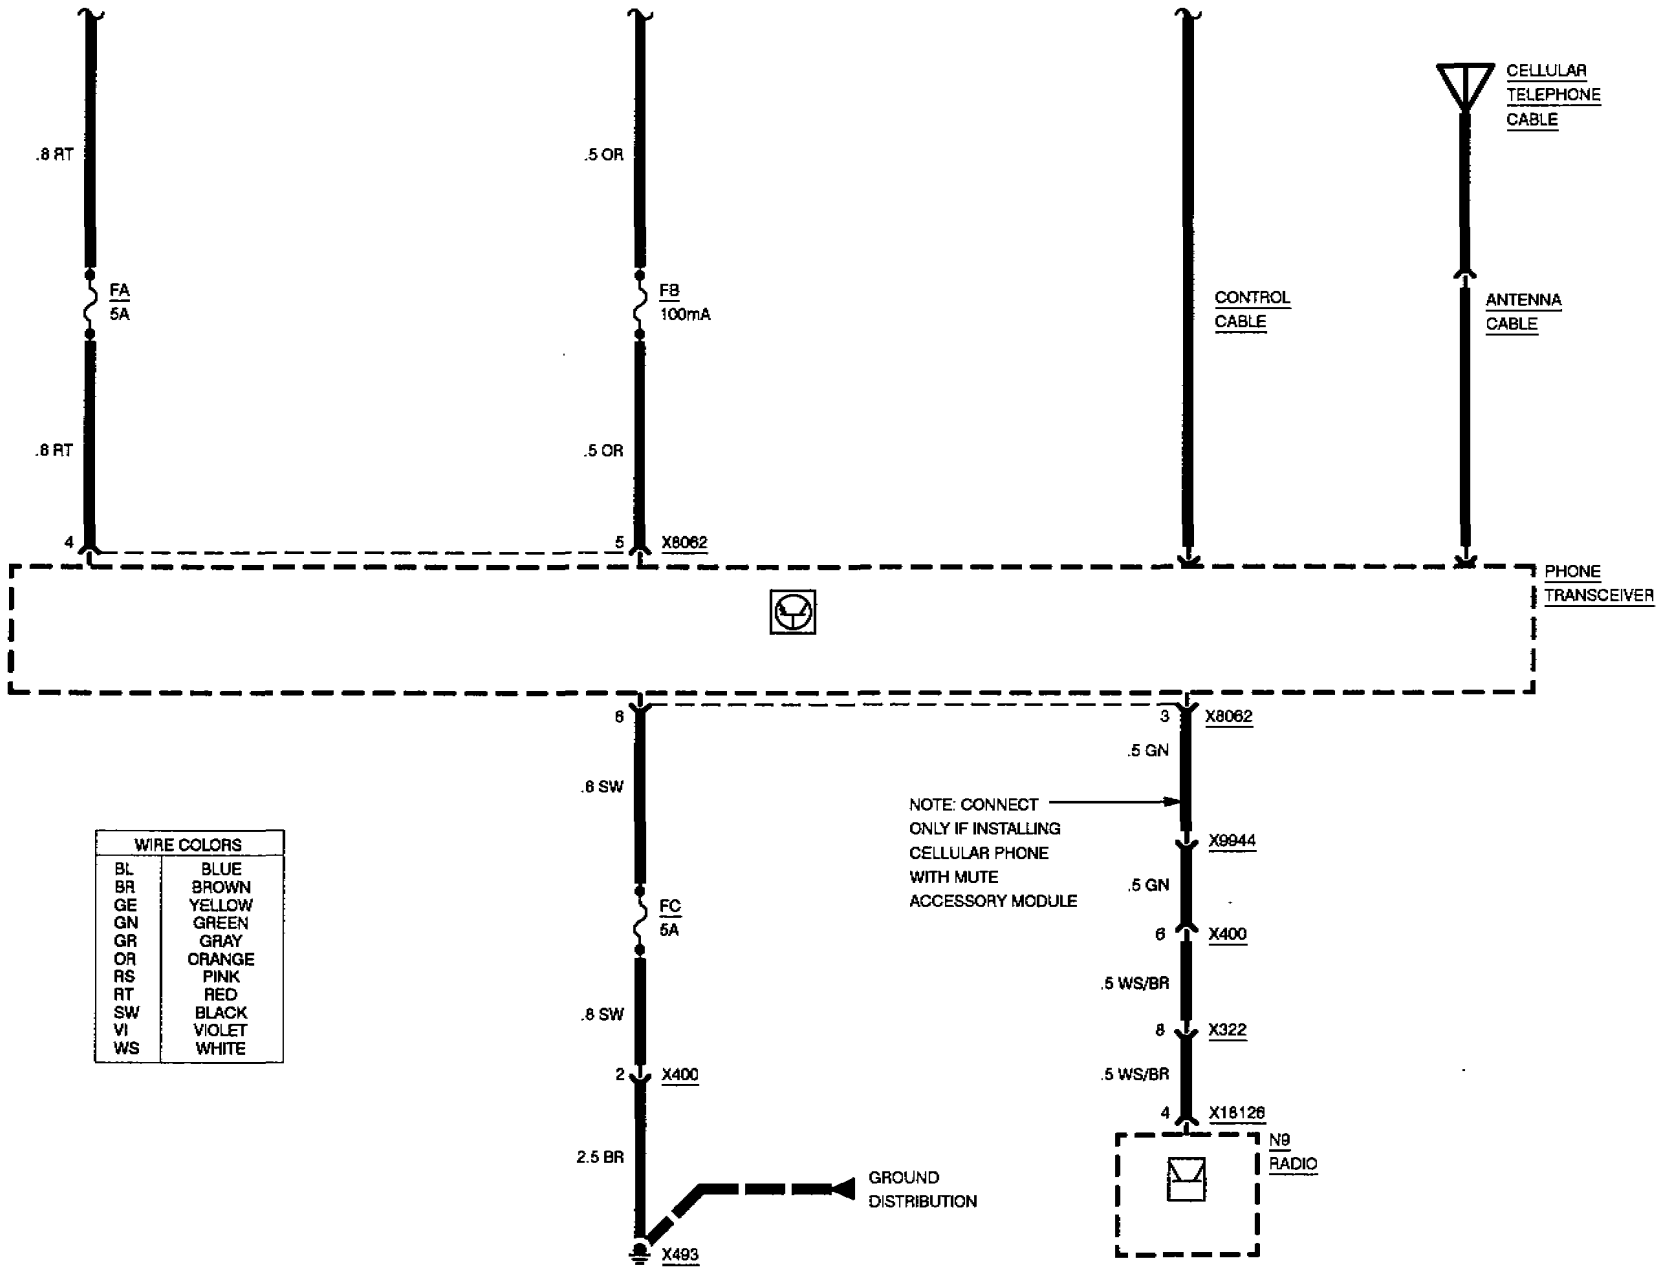 CELLULAR
TELEPHONE
CABLE
.8 RT
.5 OR
FA
5A
FB
100mA
CONTROL
CABLE
ANTENNA
CABLE
.8 RT
.5 OR
4
5
X8062
PHONE
TRANSCEIVER
6
3
X8062
.5 GN
.8 SW
NOTE: CONNECT
ONLY IF INSTALLING
CELLULAR PHONE
WITH MUTE
ACCESSORY MODULE
X9944
.5 GN
WIRE COLORS
BL BLUE
BR BROWN
GE YELLOW
GN GREEN
GR GRAY
OR ORANGE
RS PINK
RT RED
SW BLACK
VI VIOLET
WS WHITE
FC
5A
6
X400
.5 WS/BR
.8 SW
8
X322
2
X400
.5 WS/BR
4
X18126
2.5 BR
N9
RADIO
GROUND
DISTRIBUTION
X493